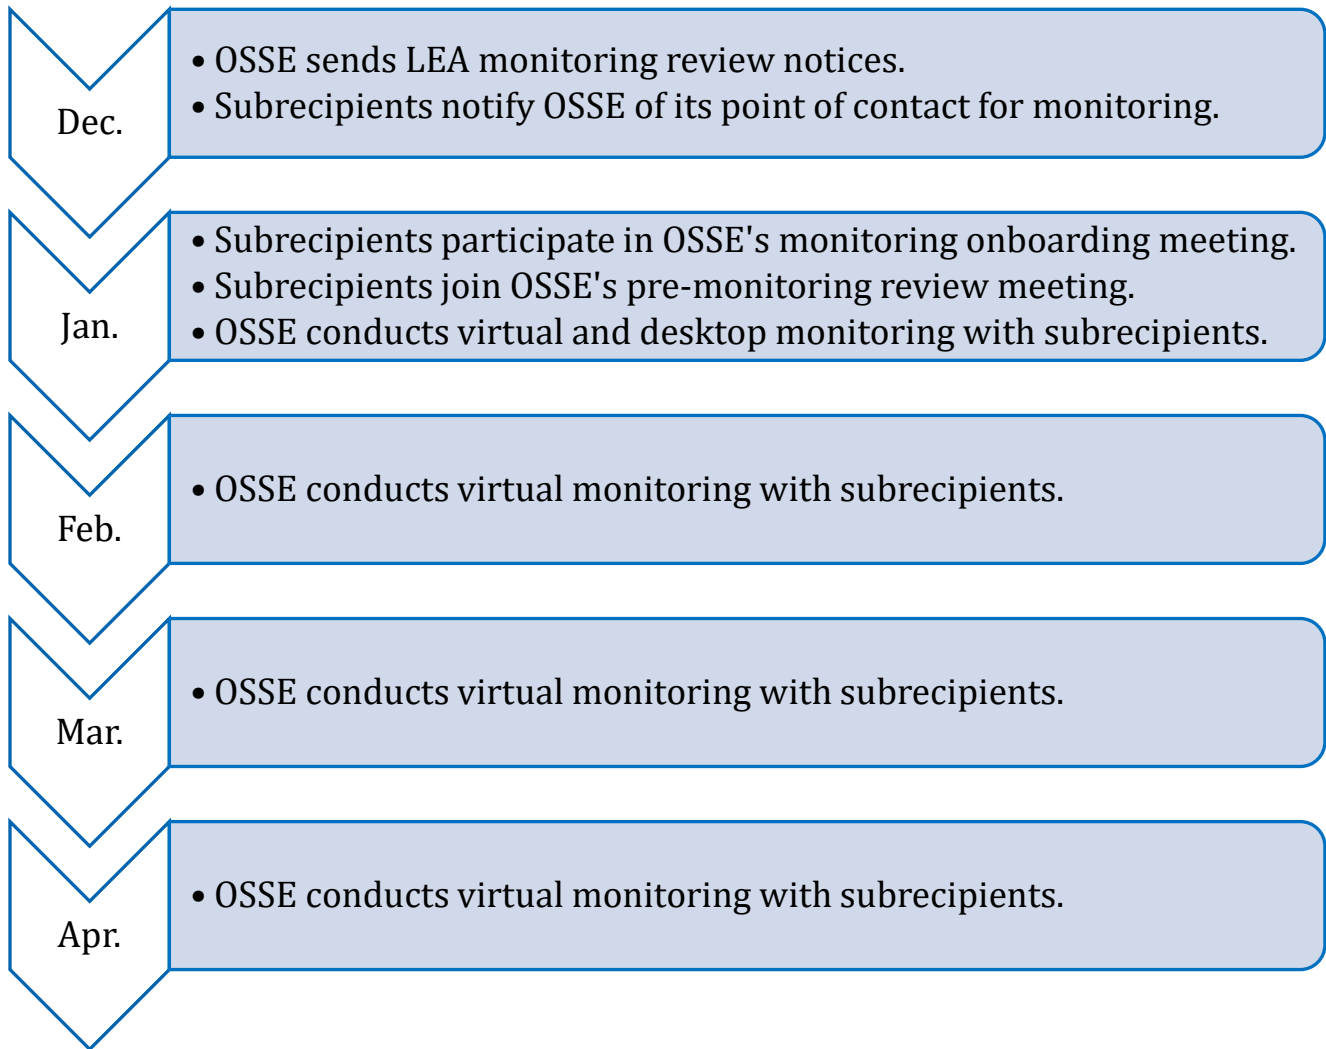 Dec.
• OSSE sends LEA monitoring review notices.
• Subrecipients notify OSSE of its point of contact for monitoring.
Jan.
• Subrecipients participate in OSSE's monitoring onboarding meeting.
• Subrecipients join OSSE's pre-monitoring review meeting.
• OSSE conducts virtual and desktop monitoring with subrecipients.
Feb.
• OSSE conducts virtual monitoring with subrecipients.
Mar.
• OSSE conducts virtual monitoring with subrecipients.
Apr.
• OSSE conducts virtual monitoring with subrecipients.